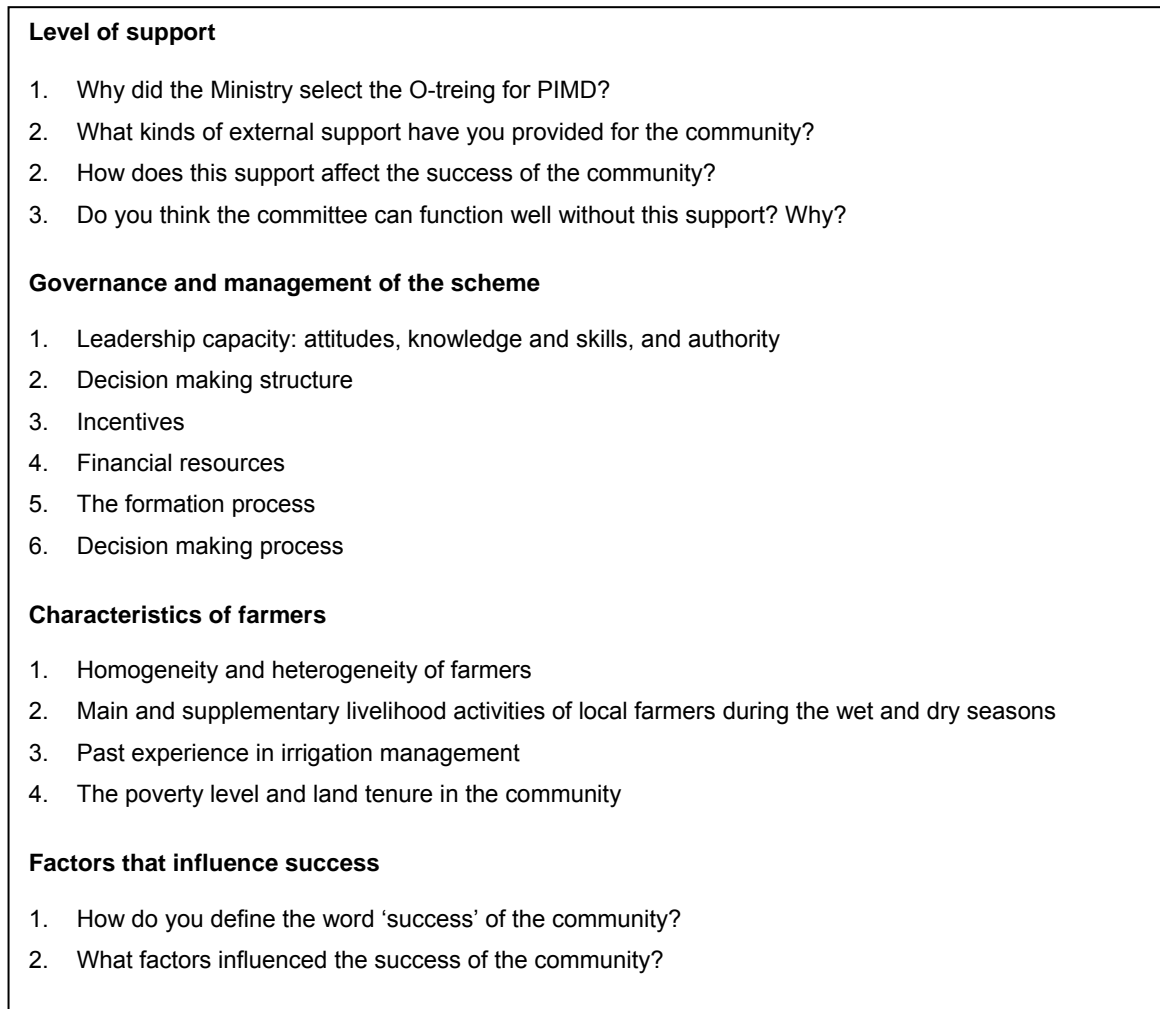 Level of support
1. Why did the Ministry select the O-treing for PIMD?
2. What kinds of external support have you provided for the community?
2. How does this support affect the success of the community?
3. Do you think the committee can function well without this support? Why?
Governance and management of the scheme
1. Leadership capacity: attitudes, knowledge and skills, and authority
2. Decision making structure
3. Incentives
4. Financial resources
5. The formation process
6. Decision making process
Characteristics of farmers
1. Homogeneity and heterogeneity of farmers
2. Main and supplementary livelihood activities of local farmers during the wet and dry seasons
3. Past experience in irrigation management
4. The poverty level and land tenure in the community
Factors that influence success
1. How do you define the word ‘success’ of the community?
2. What factors influenced the success of the community?